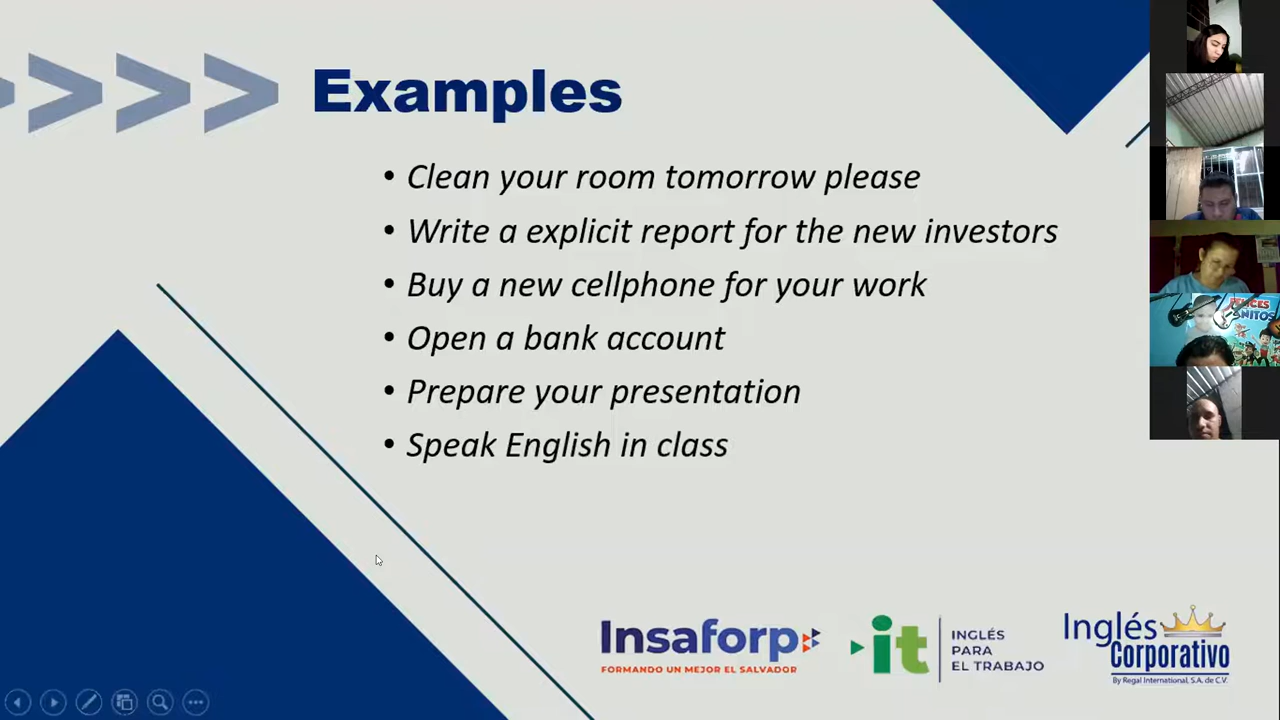 Examples
• Clean your room tomorrow please
• Write a explicit report for the new investors
• Buy a new cellphone for your work
• Open a bank account
• Prepare your presentation
• Speak English in class
Insaforp
FORMANDO UN MEJOR EL SALVADOR
it
INGLÉS
PARA
EL TRABAJO
Inglés
Corporativo
By Regal International, S.A. de C.V.